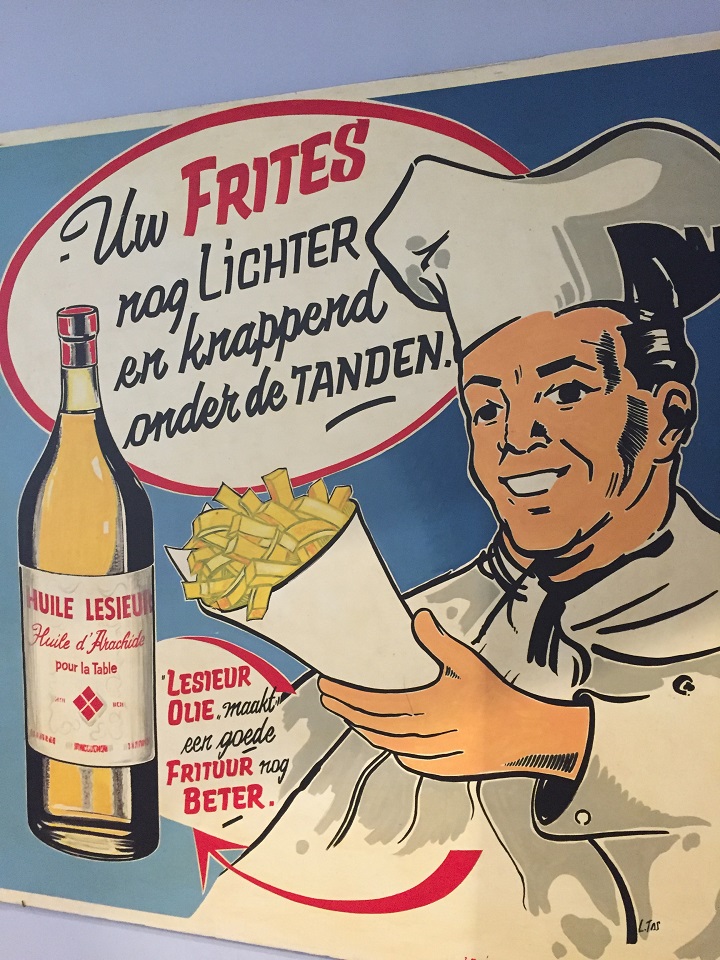 - Uw FRITES
nog LiCHTER
en knappend
onder de TANDEN.
HUILE LESIEUR
Huile d'Arachide
pour la Table
"LESIEUR
OLIE„ maakt
een goede
FRITUUR nog
BETER.
L.TAS